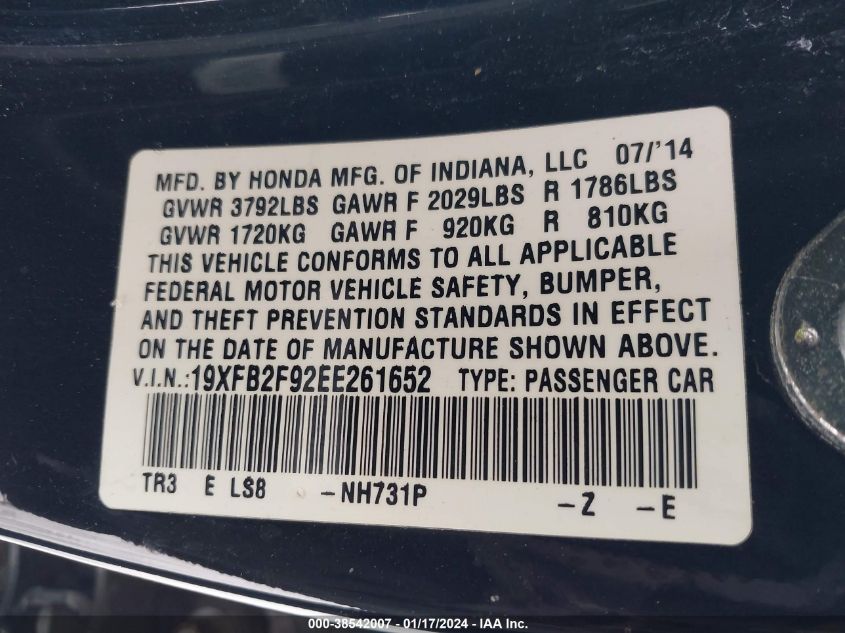 MFD. BY HONDA MFG. OF INDIANA, LLC 07/'14
GVWR 3792LBS GAWR F 2029LBS R 1786LBS
GVWR 1720KG GAWR F 920KG R 810KG
THIS VEHICLE CONFORMS TO ALL APPLICABLE
FEDERAL MOTOR VEHICLE SAFETY, BUMPER,
AND THEFT PREVENTION STANDARDS IN EFFECT
ON THE DATE OF MANUFACTURE SHOWN ABOVE.
V.I.N.:19XFB2F92EE261652 TYPE: PASSENGER CAR
TR3 E LS8 -NH731P -Z -E
000-38542007 - 01/17/2024 - IAA Inc.